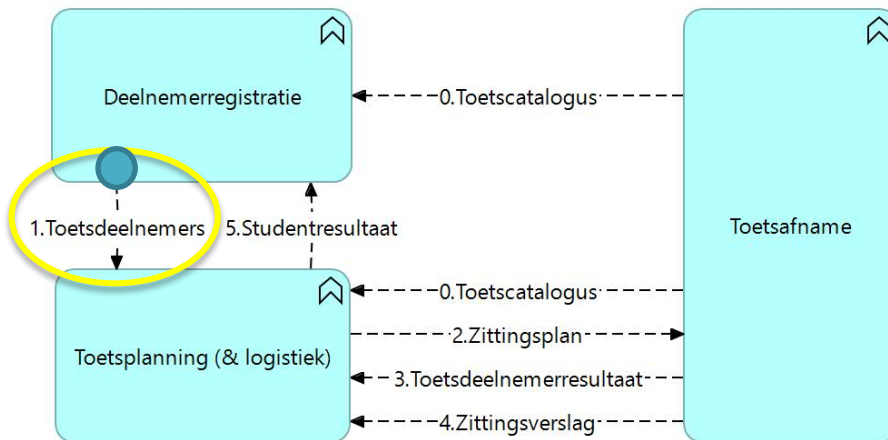 Deelnemerregistratie
0.Toetscatalogus
1.Toetsdeelnemers
5.Studentresultaat
Toetsafname
0.Toetscatalogus
2.Zittingsplan
Toetsplanning (& logistiek)
3.Toetsdeelnemerresultaat
4.Zittingsverslag